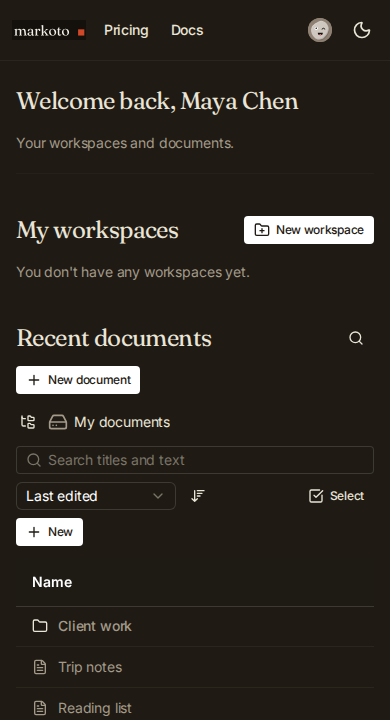 markoto
Pricing
Docs
Welcome back, Maya Chen
Your workspaces and documents.
My workspaces
New workspace
You don't have any workspaces yet.
Recent documents
New document
My documents
Search titles and text
Last edited
Select
New
Name
Client work
Trip notes
Reading list